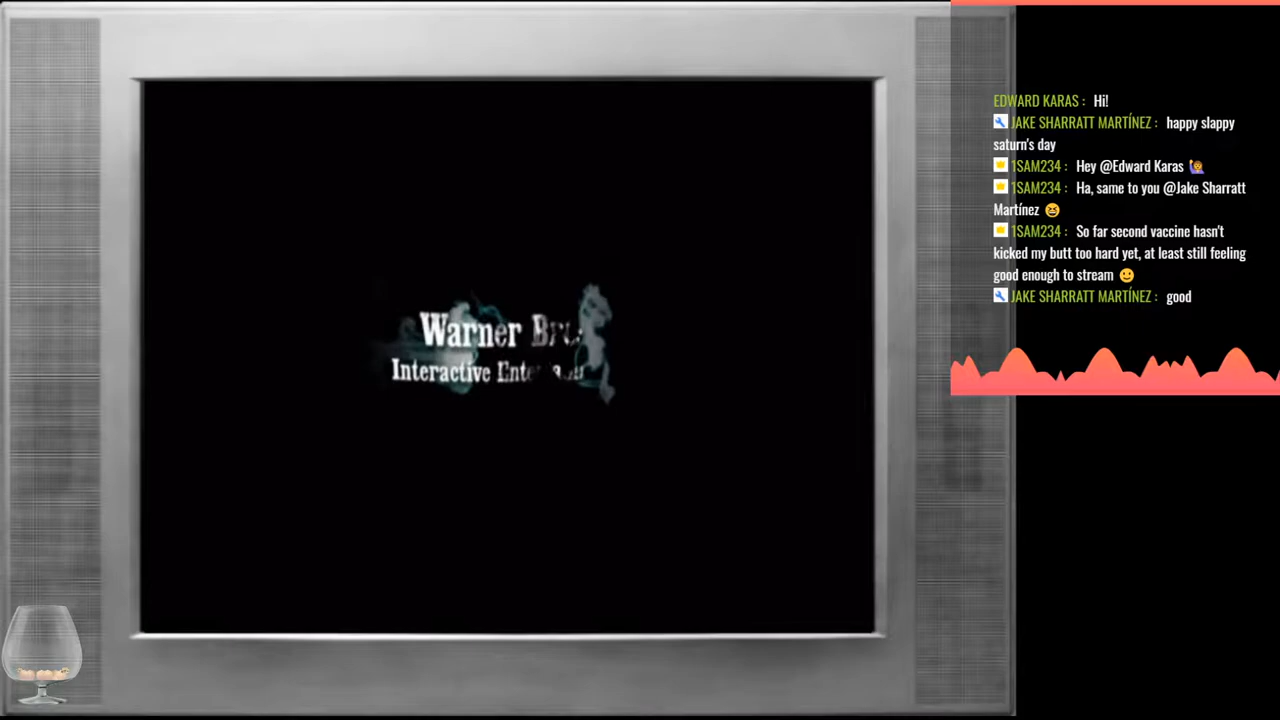 Warner Bro
Interactive Ente
EDWARD KARAS : Hi!
JAKE SHARRATT MARTÍNEZ : happy slappy
saturn's day
1SAM234 : Hey @Edward Karas 🙋🏽
1SAM234 : Ha, same to you @Jake Sharratt
Martínez 😆
1SAM234 : So far second vaccine hasn't
kicked my butt too hard yet, at least still feeling
good enough to stream 🙂
JAKE SHARRATT MARTÍNEZ : good